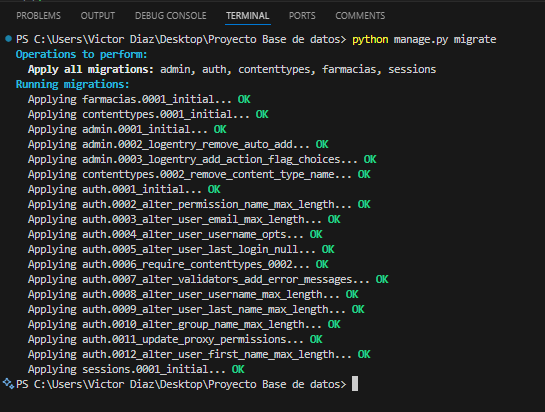 PROBLEMS OUTPUT DEBUG CONSOLE TERMINAL PORTS COMMENTS
PS C:\Users\Victor Diaz\Desktop\Proyecto Base de datos> python manage.py migrate
Operations to perform:
  Apply all migrations: admin, auth, contenttypes, farmacias, sessions
Running migrations:
  Applying farmacias.0001_initial... OK
  Applying contenttypes.0001_initial... OK
  Applying admin.0001_initial... OK
  Applying admin.0002_logentry_remove_auto_add... OK
  Applying admin.0003_logentry_add_action_flag_choices... OK
  Applying contenttypes.0002_remove_content_type_name... OK
  Applying auth.0001_initial... OK
  Applying auth.0002_alter_permission_name_max_length... OK
  Applying auth.0003_alter_user_email_max_length... OK
  Applying auth.0004_alter_user_username_opts... OK
  Applying auth.0005_alter_user_last_login_null... OK
  Applying auth.0006_require_contenttypes_0002... OK
  Applying auth.0007_alter_validators_add_error_messages... OK
  Applying auth.0008_alter_user_username_max_length... OK
  Applying auth.0009_alter_user_last_name_max_length... OK
  Applying auth.0010_alter_group_name_max_length... OK
  Applying auth.0011_update_proxy_permissions... OK
  Applying auth.0012_alter_user_first_name_max_length... OK
  Applying sessions.0001_initial... OK
PS C:\Users\Victor Diaz\Desktop\Proyecto Base de datos>